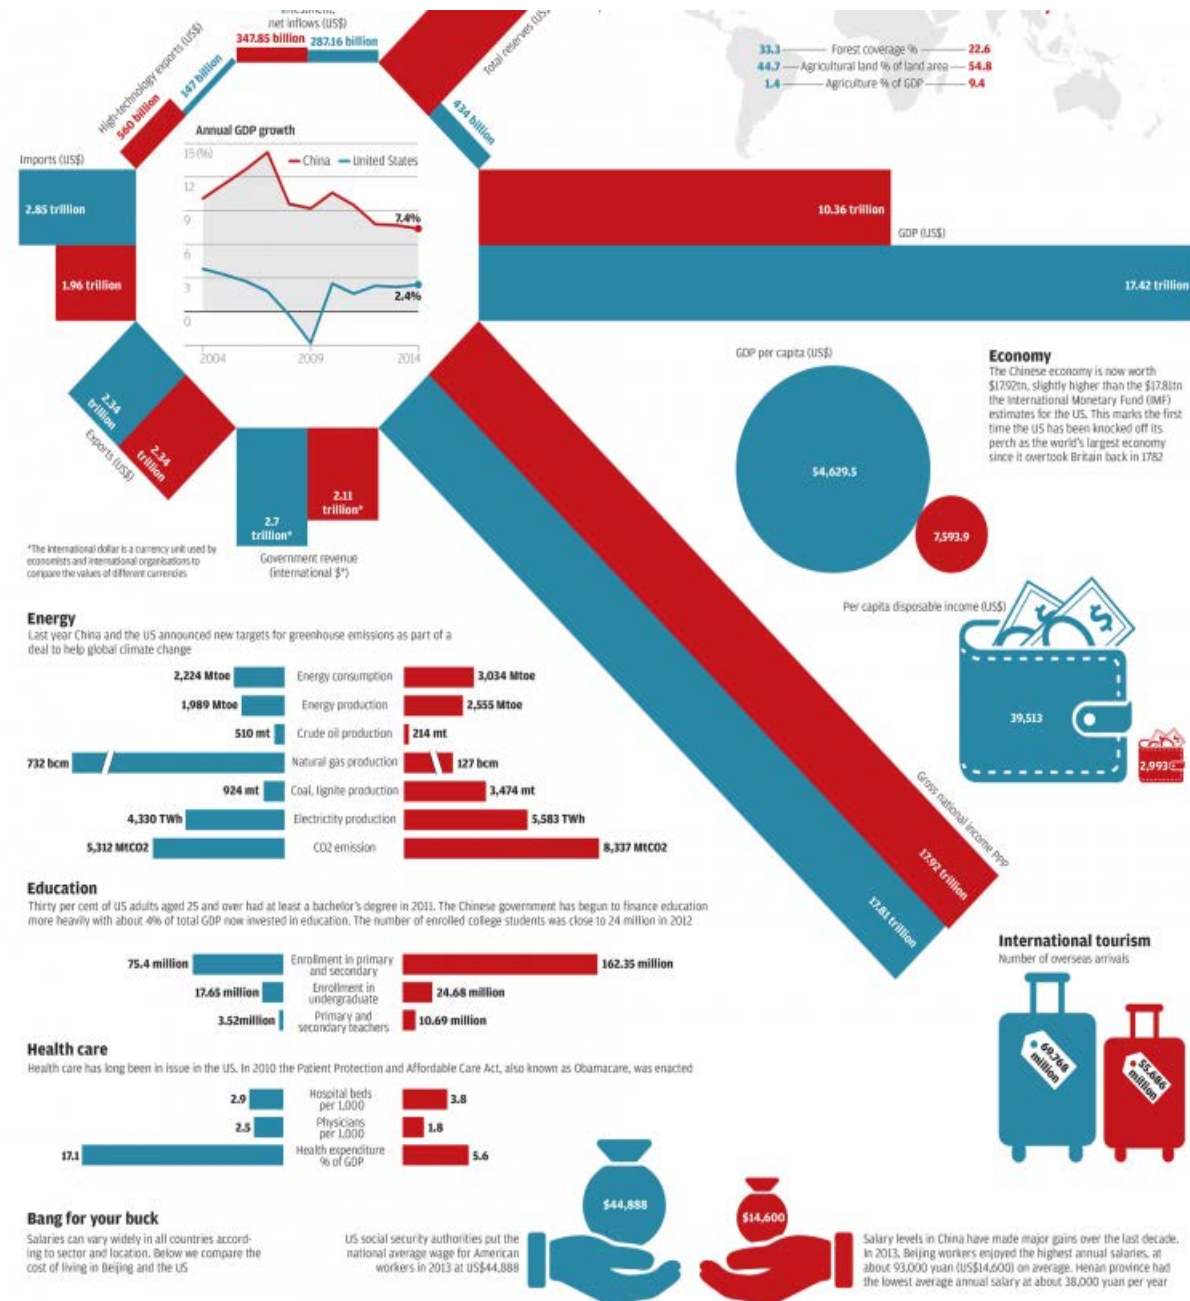 net inflows (US$)
347.85 billion
287.16 billion
High-technology exports (US$)
560 billion
147 billion
Total reserves (US$)
434 billion
33.3
Forest coverage %
22.6
44.7
Agricultural land % of land area
54.8
1.4
Agriculture % of GDP
9.4
Annual GDP growth
15 (%)
China
United States
12
9
6
3
0
7.4%
2.4%
2004
2009
2014
Imports (US$)
2.85 trillion
1.96 trillion
10.36 trillion
GDP (US$)
17.42 trillion
2.34
trillion
2.34
trillion
Exports (US$)
2.7
trillion*
2.11
trillion*
Government revenue
(international $*)
*The international dollar is a currency unit used by
economists and international organisations to
compare the values of different currencies
GDP per capita (US$)
54,629.5
7,593.9
Economy
The Chinese economy is now worth
$17.92tn, slightly higher than the $17.81tn
the International Monetary Fund (IMF)
estimates for the US. This marks the first
time the US has been knocked off its
perch as the world's largest economy
since it overtook Britain back in 1782
Per capita disposable income (US$)
39,513
2,993
Gross national income PPP
17.92 trillion
17.81 trillion
Energy
Last year China and the US announced new targets for greenhouse emissions as part of a
deal to help global climate change
2,224 Mtoe
Energy consumption
3,034 Mtoe
1,989 Mtoe
Energy production
2,555 Mtoe
510 mt
Crude oil production
214 mt
732 bcm
Natural gas production
127 bcm
924 mt
Coal, lignite production
3,474 mt
4,330 TWh
Electrictity production
5,583 TWh
5,312 MtCO2
CO2 emission
8,337 MtCO2
Education
Thirty per cent of US adults aged 25 and over had at least a bachelor's degree in 2011. The Chinese government has begun to finance education
more heavily with about 4% of total GDP now invested in education. The number of enrolled college students was close to 24 million in 2012
75.4 million
Enrollment in primary
and secondary
162.35 million
17.65 million
Enrollment in
undergraduate
24.68 million
3.52million
Primary and
secondary teachers
10.69 million
International tourism
Number of overseas arrivals
69.768
million
55.686
million
Health care
Health care has long been in issue in the US. In 2010 the Patient Protection and Affordable Care Act, also known as Obamacare, was enacted
2.9
Hospital beds
per 1,000
3.8
2.5
Physicians
per 1,000
1.8
17.1
Health expenditure
% of GDP
5.6
Bang for your buck
Salaries can vary widely in all countries accord-
ing to sector and location. Below we compare the
cost of living in Beijing and the US
US social security authorities put the
national average wage for American
workers in 2013 at US$44,888
$44,888
$14,600
Salary levels in China have made major gains over the last decade.
In 2013, Beijing workers enjoyed the highest annual salaries, at
about 93,000 yuan (US$14,600) on average. Henan province had
the lowest average annual salary at about 38,000 yuan per year